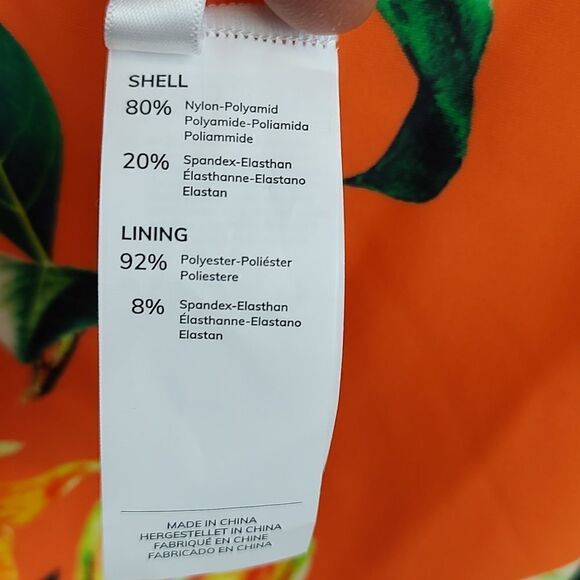 SHELL
80% Nylon-Polyamid
Polyamide-Poliamida
Poliammide
20% Spandex-Elasthan
Élasthanne-Elastano
Elastan
LINING
92% Polyester-Poliéster
Poliestere
8% Spandex-Elasthan
Élasthanne-Elastano
Elastan
MADE IN CHINA
HERGESTELLET IN CHINA
FABRIQUÉ EN CHINE
FABRICADO EN CHINA